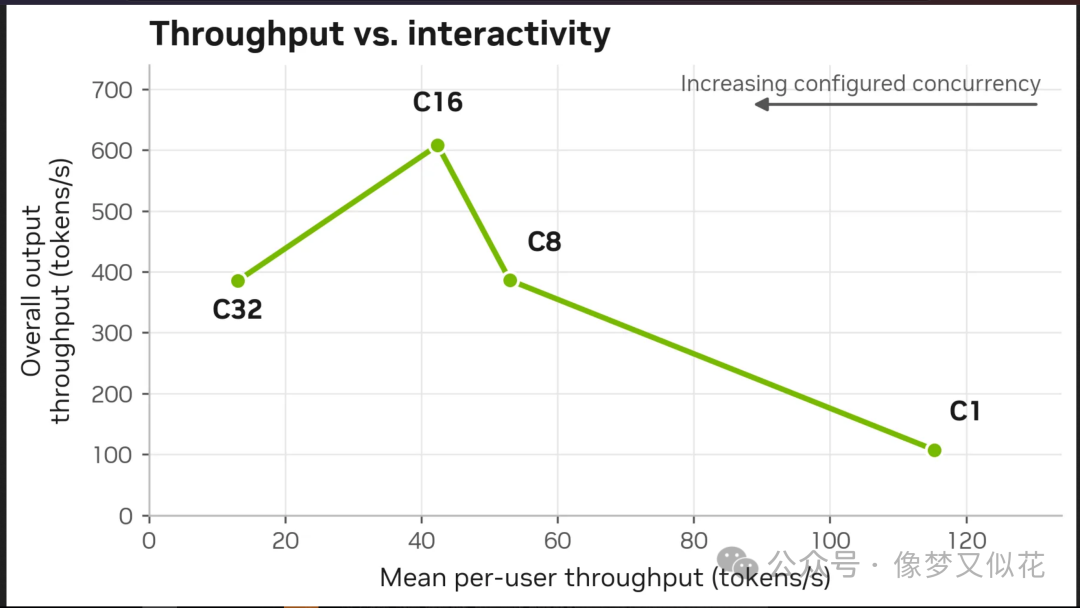 Throughput vs. interactivity
Increasing configured concurrency
700
600
500
400
300
200
100
0
Overall output
throughput (tokens/s)
C16
C8
C32
C1
0
20
40
60
80
100
120
Mean per-user throughput (tokens/s)
公众号 · 像梦又似花